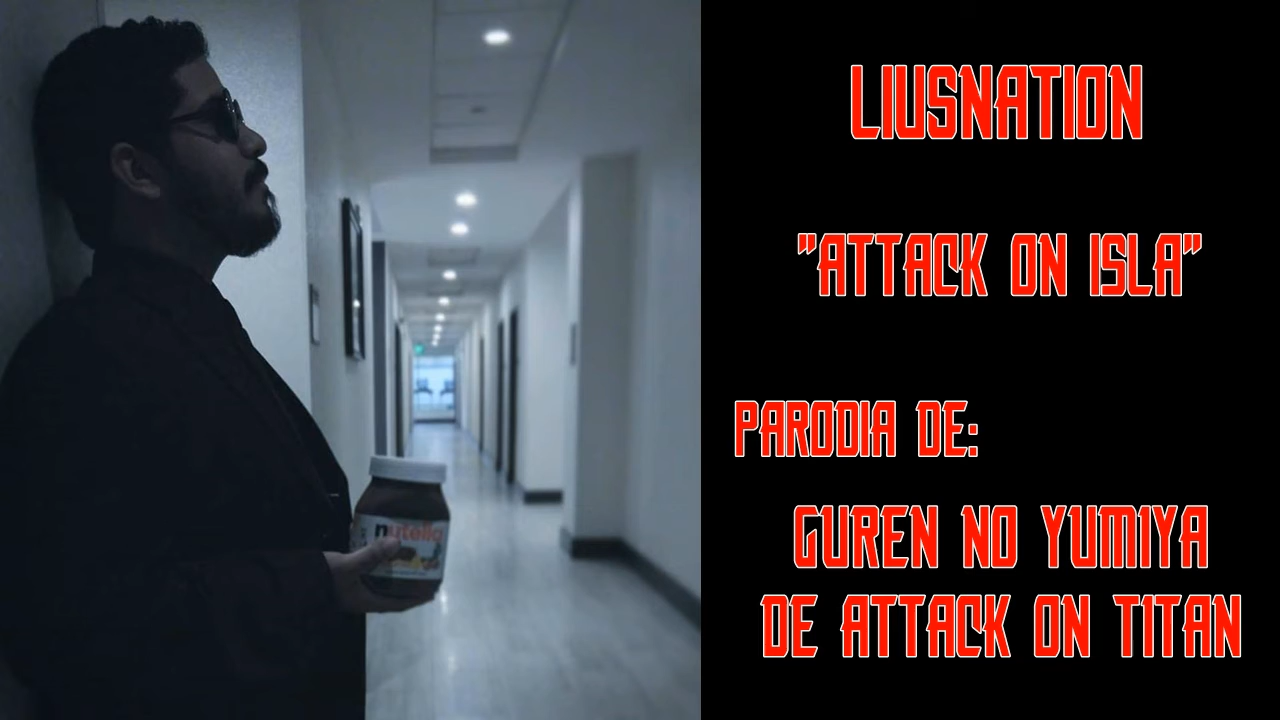 LIUSNATION
"ATTACK ON ISLA"
PARODIA DE:
GUREN NO YUMIYA
DE ATTACK ON TITAN
nutella